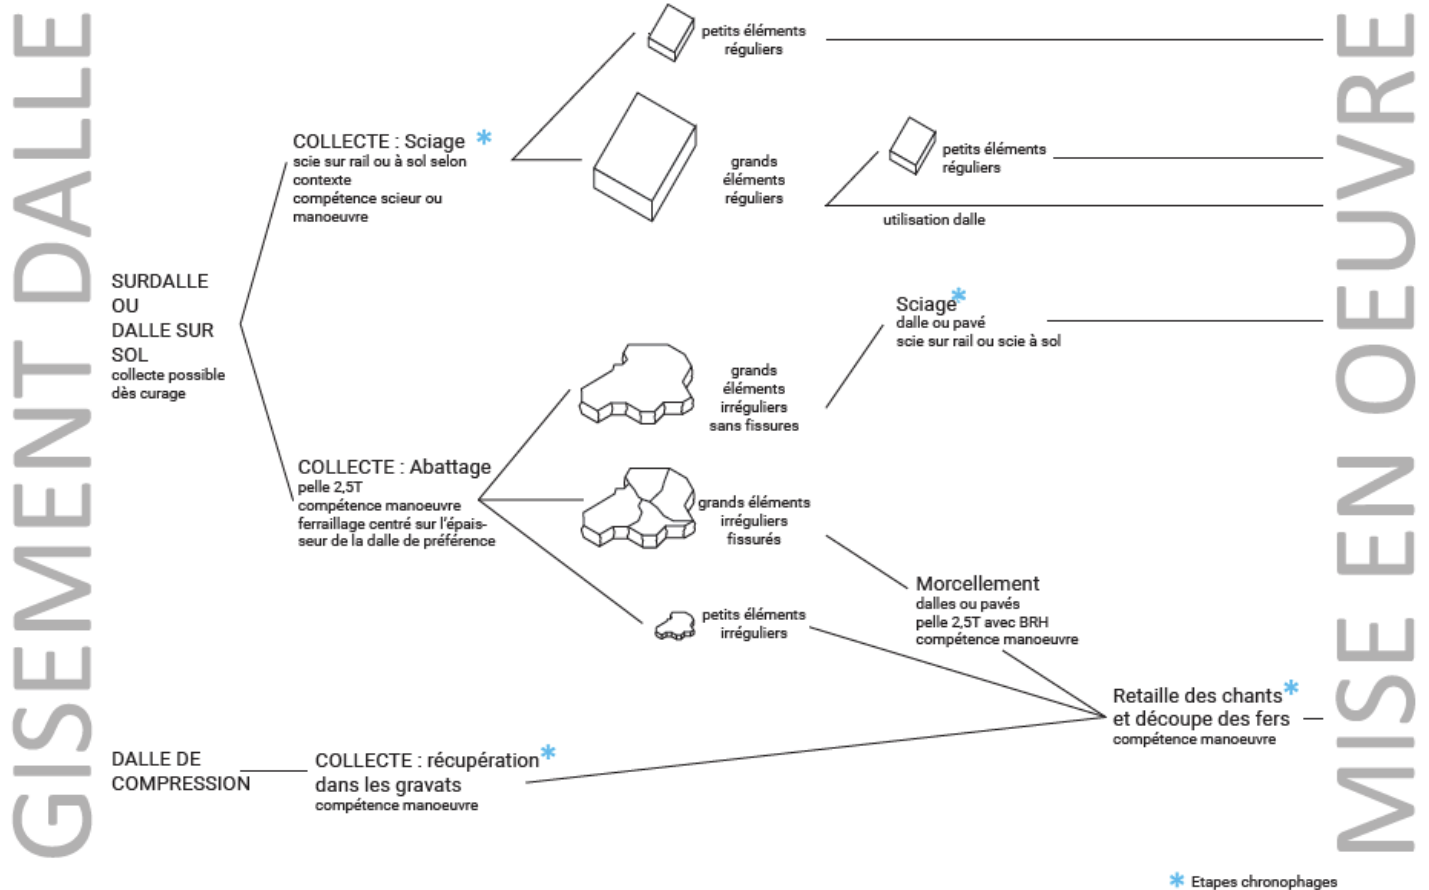 GISEMENT DALLE
SURDALLE
OU
DALLE SUR
SOL
collecte possible
dès curage
COLLECTE : Sciage *
scie sur rail ou à sol selon
contexte
compétence scieur ou
manoeuvre
petits éléments
réguliers
grands
éléments
réguliers
petits éléments
réguliers
utilisation dalle
COLLECTE : Abattage
pelle 2,5T
compétence manoeuvre
ferraillage centré sur l'épais-
seur de la dalle de préférence
grands
éléments
irréguliers
sans fissures
Sciage*
dalle ou pavé
scie sur rail ou scie à sol
grands éléments
irréguliers
fissurés
petits éléments
irréguliers
Morcellement
dalles ou pavés
pelle 2,5T avec BRH
compétence manoeuvre
Retaille des chants*
et découpe des fers
compétence manoeuvre
DALLE DE
COMPRESSION
COLLECTE : récupération*
dans les gravats
compétence manoeuvre
MISE EN OEUVRE
* Etapes chronophages